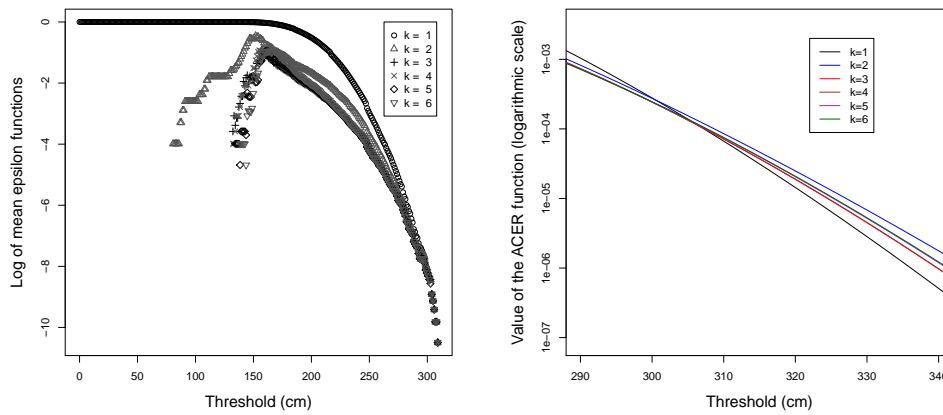 Log of mean epsilon functions
0
-2
-4
-6
-8
-10
0 50 100 150 200 250 300
Threshold (cm)
k = 1
k = 2
k = 3
k = 4
k = 5
k = 6
Value of the ACER function (logarithmic scale)
1e-03
1e-04
1e-05
1e-06
1e-07
290 300 310 320 330 340
Threshold (cm)
k=1
k=2
k=3
k=4
k=5
k=6